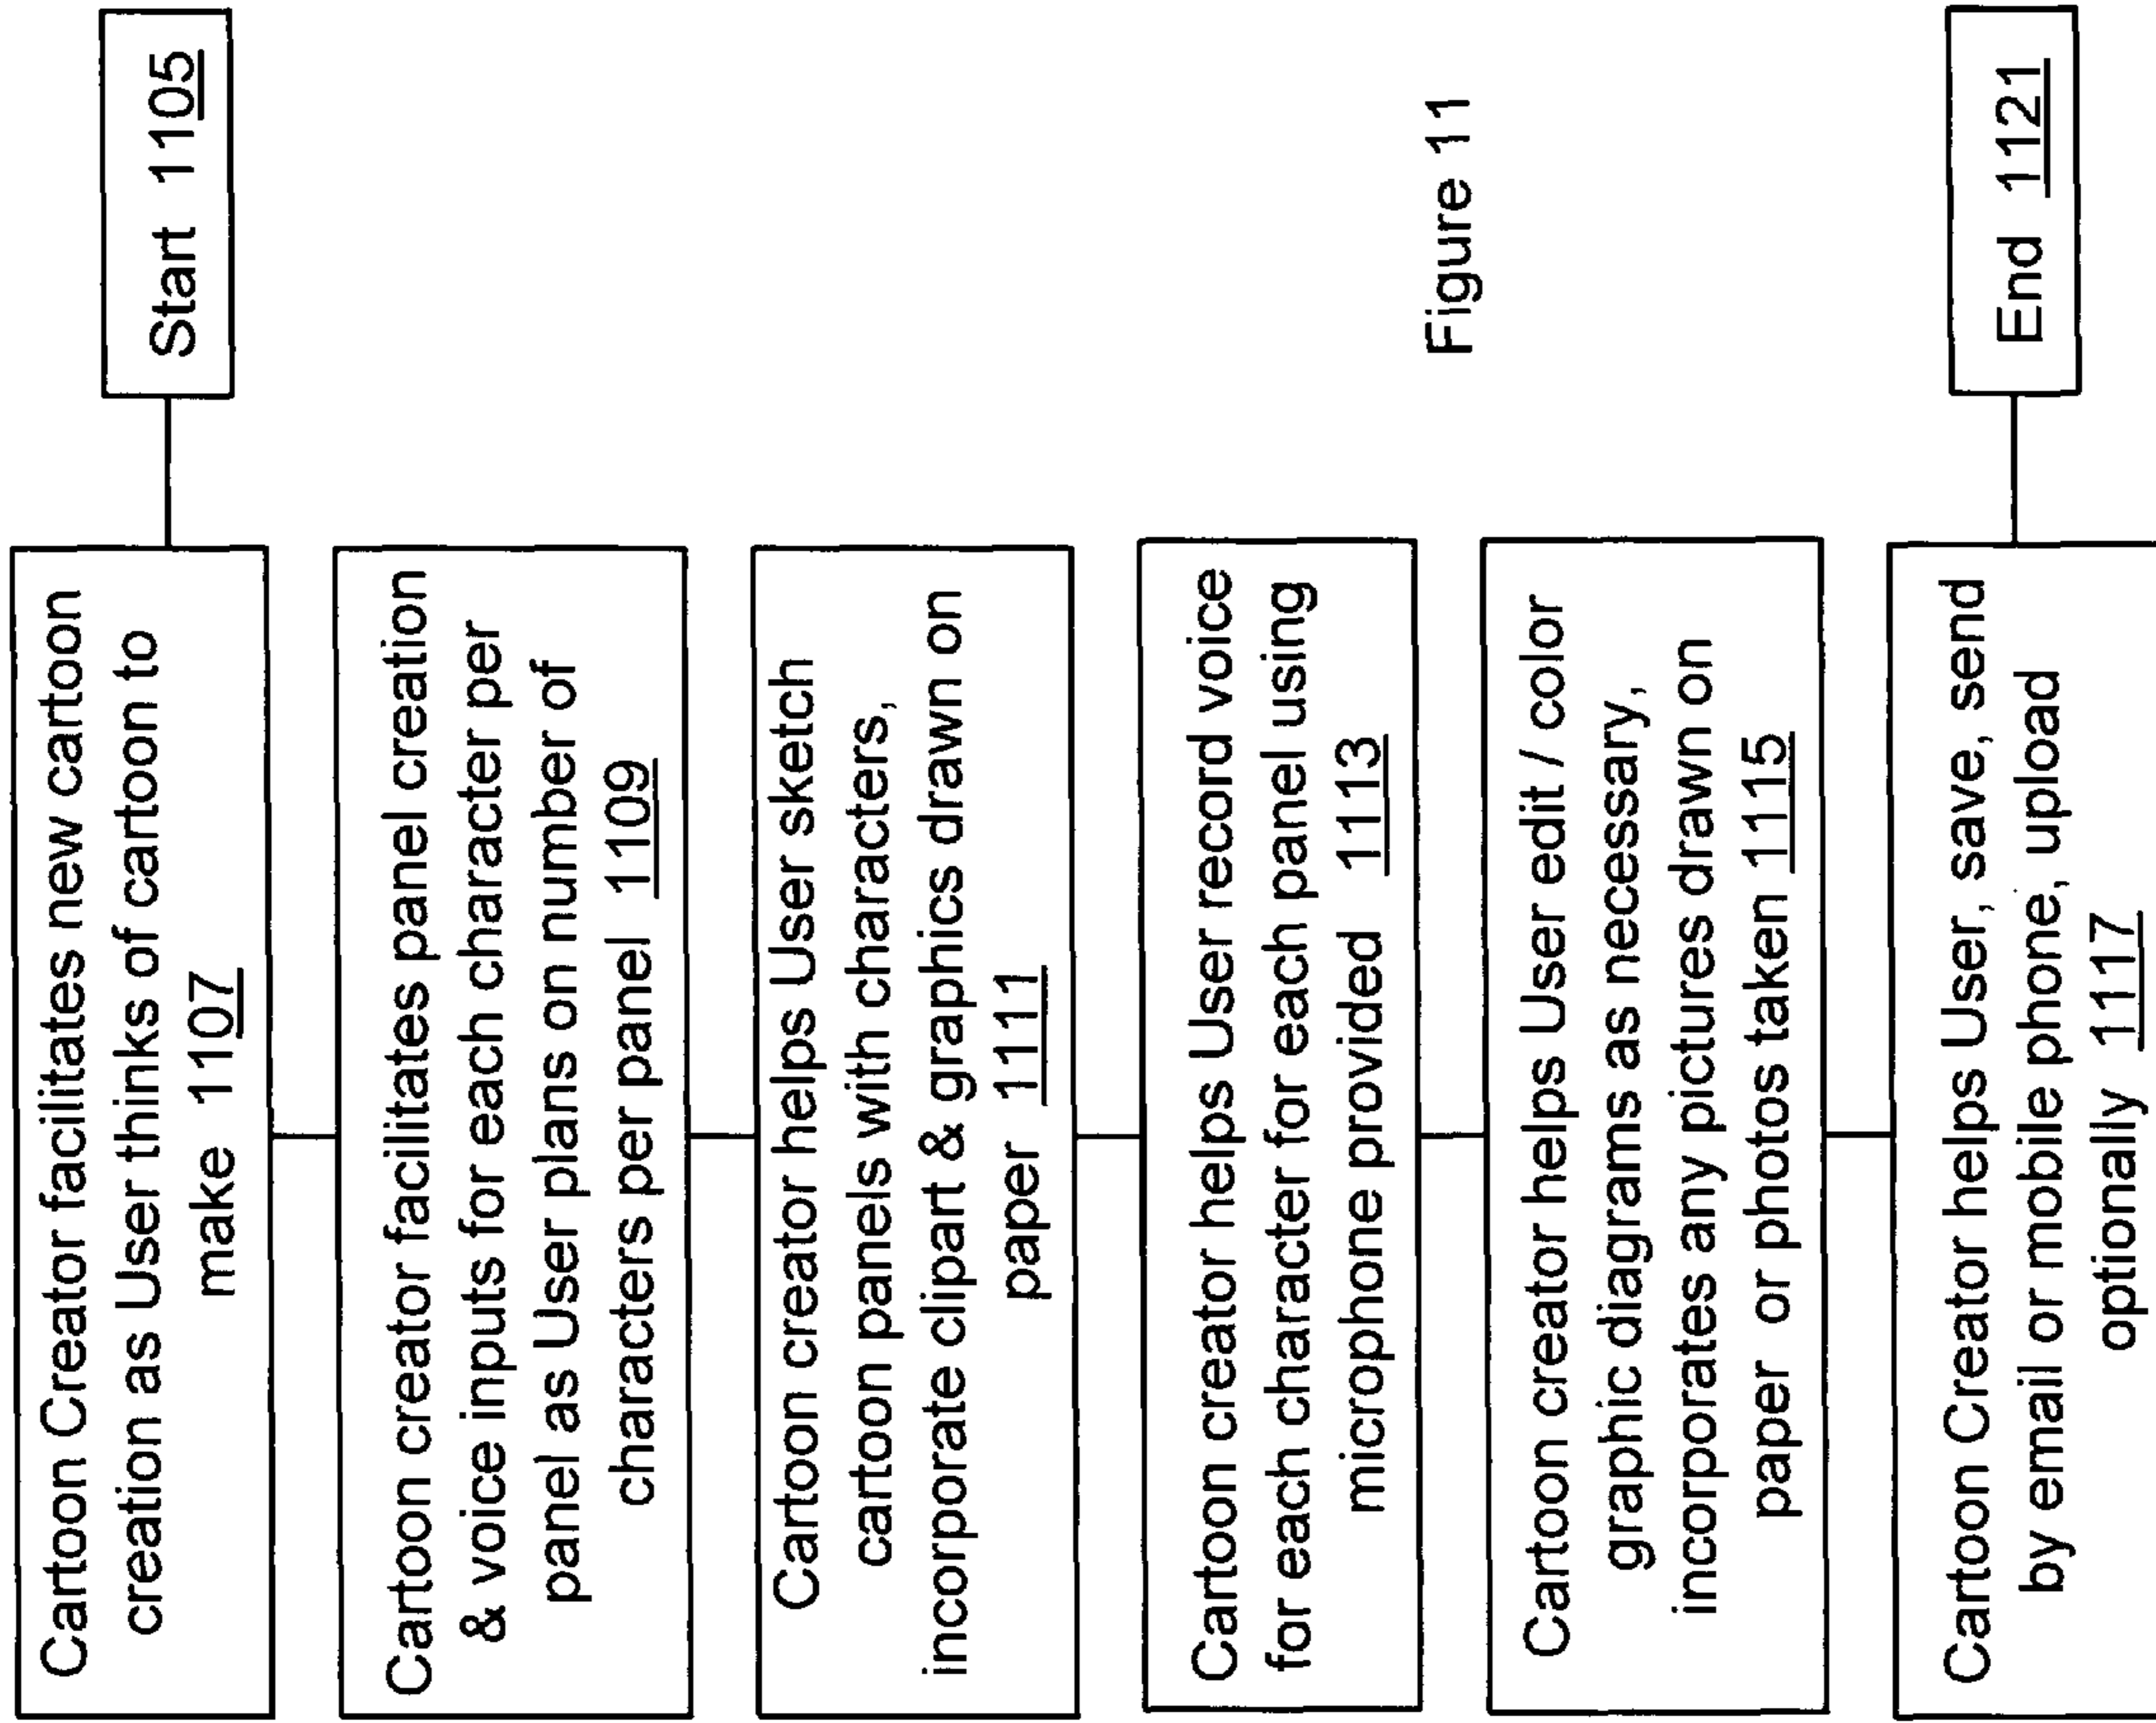 Start 1105
Cartoon Creator facilitates new cartoon
creation as User thinks of cartoon to
make 1107
Cartoon creator facilitates panel creation
& voice inputs for each character per
panel as User plans on number of
characters per panel 1109
Cartoon creator helps User sketch
cartoon panels with characters,
incorporate clipart & graphics drawn on
paper 1111
Cartoon creator helps User record voice
for each character for each panel using
microphone provided 1113
Cartoon creator helps User edit / color
graphic diagrams as necessary,
incorporates any pictures drawn on
paper or photos taken 1115
Cartoon Creator helps User, save, send
by email or mobile phone, upload
optionally 1117
End 1121
Figure 11